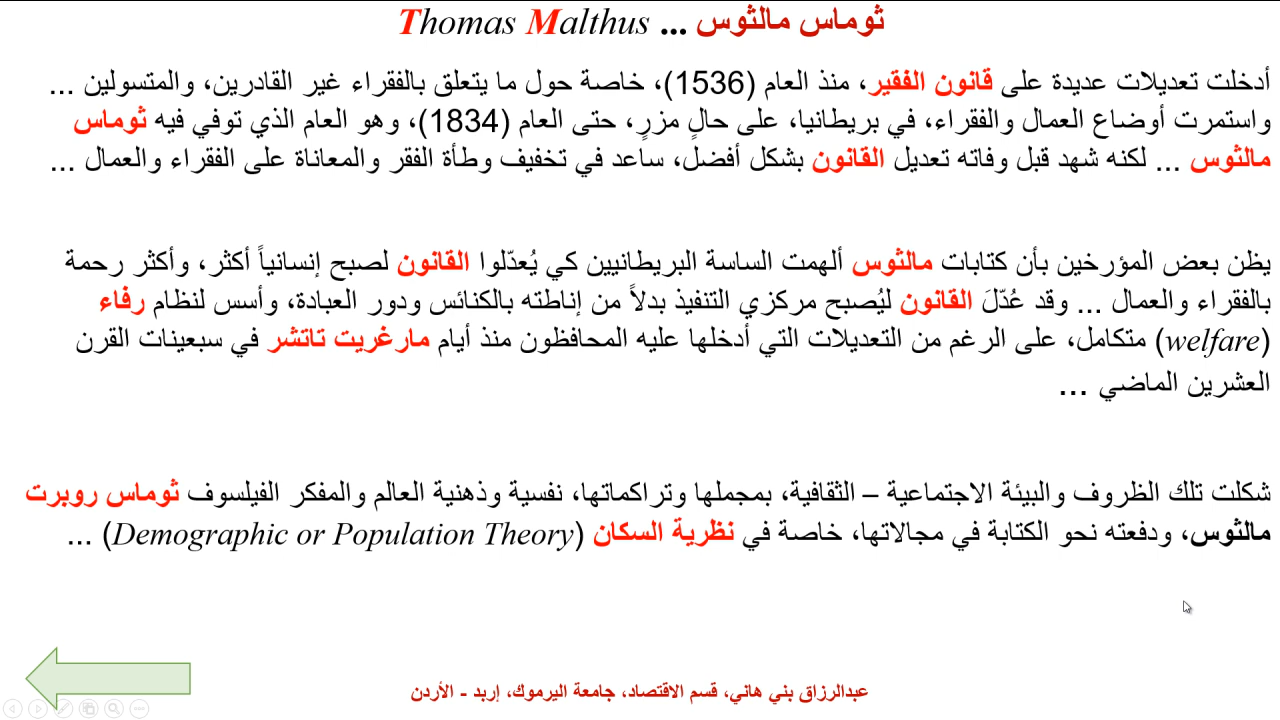 ثوماس مالثوس ... Thomas Malthus
أدخلت تعديلات عديدة على قانون الفقير، منذ العام (1536)، خاصة حول ما يتعلق بالفقراء غير القادرين، والمتسولين ...
واستمرت أوضاع العمال والفقراء، في بريطانيا، على حالٍ مزرٍ، حتى العام (1834)، وهو العام الذي توفي فيه ثوماس
مالثوس ... لكنه شهد قبل وفاته تعديل القانون بشكل أفضل، ساعد في تخفيف وطأة الفقر والمعاناة على الفقراء والعمال ...
يظن بعض المؤرخين بأن كتابات مالثوس ألهمت الساسة البريطانيين كي يُعدّلوا القانون لصبح إنسانياً أكثر، وأكثر رحمة
بالفقراء والعمال ... وقد عُدّلَ القانون ليُصبح مركزي التنفيذ بدلاً من إناطته بالكنائس ودور العبادة، وأسس لنظام رفاء
(welfare) متكامل، على الرغم من التعديلات التي أدخلها عليه المحافظون منذ أيام مارغريت تاتشر في سبعينات القرن
العشرين الماضي ...
شكلت تلك الظروف والبيئة الاجتماعية – الثقافية، بمجملها وتراكماتها، نفسية وذهنية العالم والمفكر الفيلسوف ثوماس روبرت
مالثوس، ودفعته نحو الكتابة في مجالاتها، خاصة في نظرية السكان (Demographic or Population Theory) ...
عبدالرزاق بني هاني، قسم الاقتصاد، جامعة اليرموك، إربد - الأردن